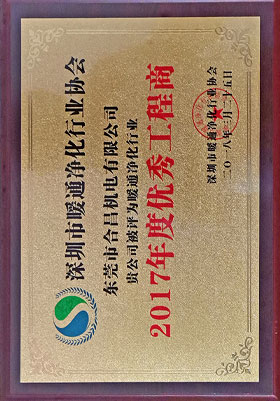 深圳市暖通净化行业协会
东莞市合昌机电有限公司
贵公司被评为暖通净化行业
2017年度优秀工程商
深圳市暖通净化行业协会
二〇一八年三月二十五日